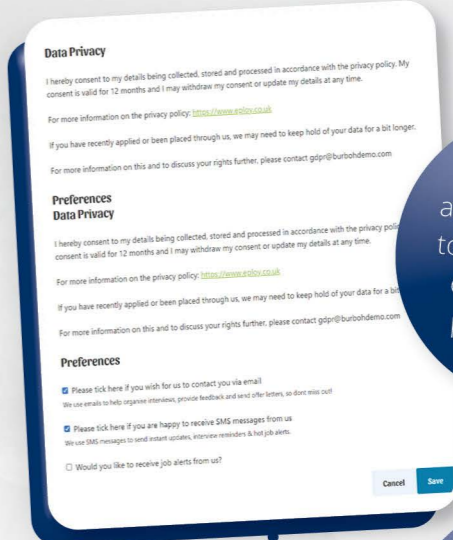 Data Privacy
I hereby consent to my details being collected, stored and processed in accordance with the privacy policy. My
consent is valid for 12 months and I may withdraw my consent or update my details at any time.
For more information on the privacy policy: https://www.eploy.co.uk
If you have recently applied or been placed through us, we may need to keep hold of your data for a bit longer.
For more information on this and to discuss your rights further, please contact gdpr@burbohdemo.com
Preferences
Data Privacy
I hereby consent to my details being collected, stored and processed in accordance with the privacy
consent is valid for 12 months and I may withdraw my consent or update my details at any time.
For more information on the privacy policy: https://www.eploy.co.uk
If you have recently applied or been placed through us, we may need to keep hold of your data for a bit
For more information on this and to discuss your rights further, please contact gdpr@burbohdemo.com
Preferences
Please tick here if you wish for us to contact you via email
We use emails to help organise interviews, provide feedback and send offer letters, so dont miss out!
Please tick here if you are happy to receive SMS messages from us
We use SMS messages to send instant updates, interview reminders & hot job alerts.
Would you like to receive job alerts from us?
Cancel Save